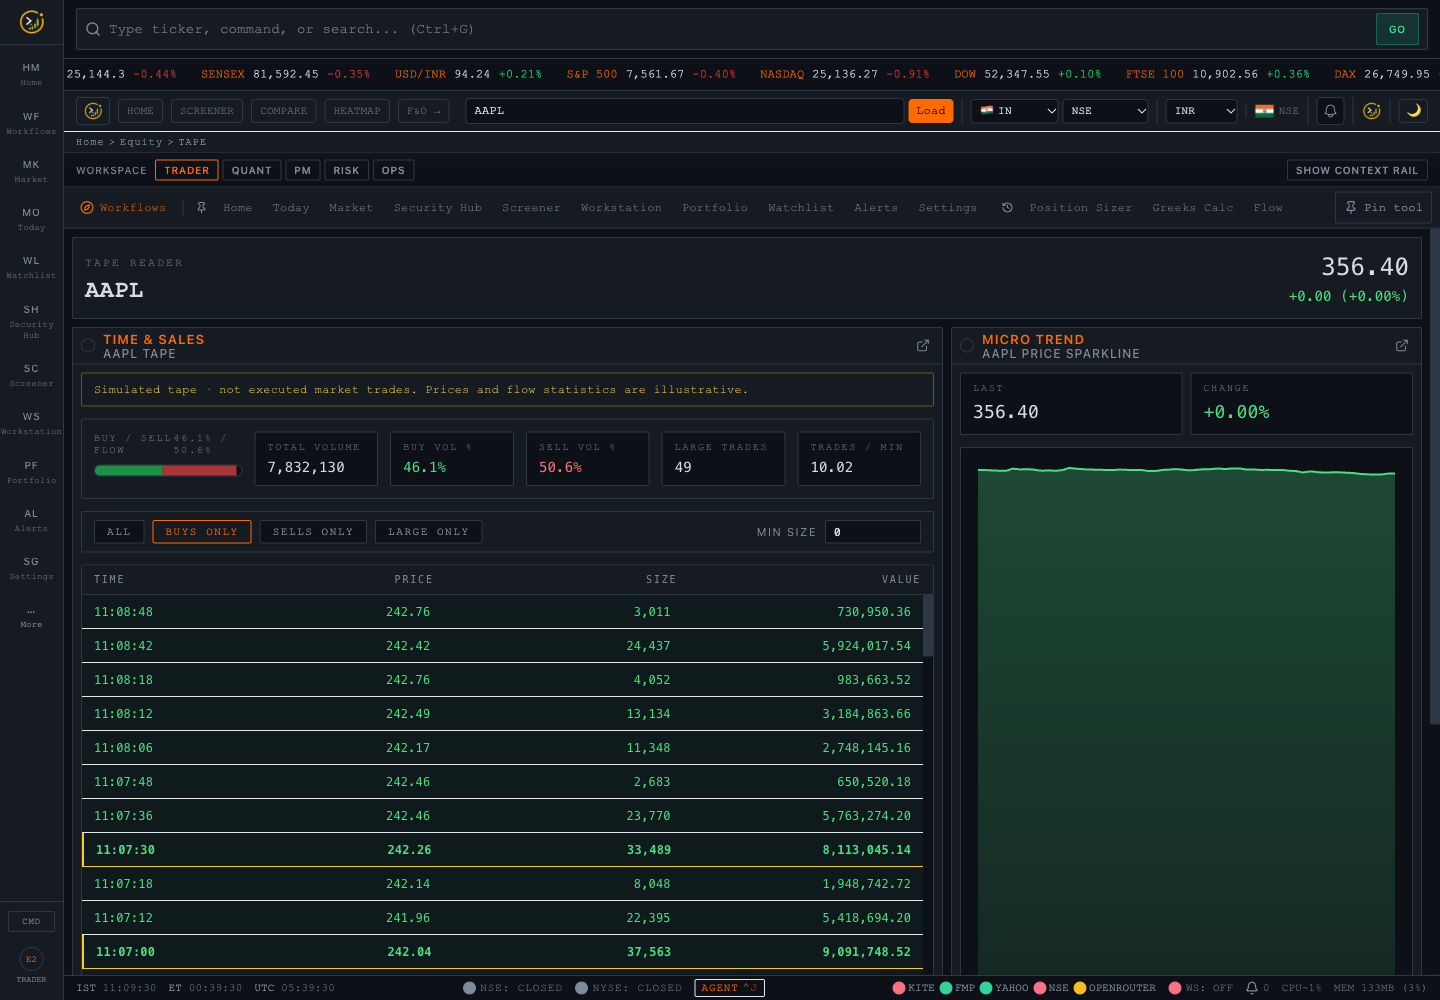 Type ticker, command, or search... (Ctrl+G)
GO
25,144.3 -0.44% SENSEX 81,592.45 -0.35% USD/INR 94.24 +0.21% S&P 500 7,561.67 -0.40% NASDAQ 25,136.27 -0.91% DOW 52,347.55 +0.10% FTSE 100 10,902.56 +0.36% DAX 26,749.95
HOME SCREENER COMPARE HEATMAP F&O → AAPL Load IN NSE INR NSE
Home > Equity > TAPE
WORKSPACE TRADER QUANT PM RISK OPS SHOW CONTEXT RAIL
Workflows Home Today Market Security Hub Screener Workstation Portfolio Watchlist Alerts Settings Position Sizer Greeks Calc Flow Pin tool
HM
Home
WF
Workflows
MK
Market
MO
Today
WL
Watchlist
SH
Security
Hub
SC
Screener
WS
Workstation
PF
Portfolio
AL
Alerts
SG
Settings
...
More
CMD
E2
TRADER
TAPE READER
AAPL
356.40
+0.00 (+0.00%)
TIME & SALES
AAPL TAPE
Simulated tape · not executed market trades. Prices and flow statistics are illustrative.
BUY / SELL FLOW
46.1% / 50.6%
TOTAL VOLUME
7,832,130
BUY VOL %
46.1%
SELL VOL %
50.6%
LARGE TRADES
49
TRADES / MIN
10.02
ALL BUYS ONLY SELLS ONLY LARGE ONLY MIN SIZE 0
TIME PRICE SIZE VALUE
11:08:48 242.76 3,011 730,950.36
11:08:42 242.42 24,437 5,924,017.54
11:08:18 242.76 4,052 983,663.52
11:08:12 242.49 13,134 3,184,863.66
11:08:06 242.17 11,348 2,748,145.16
11:07:48 242.46 2,683 650,520.18
11:07:36 242.46 23,770 5,763,274.20
11:07:30 242.26 33,489 8,113,045.14
11:07:18 242.14 8,048 1,948,742.72
11:07:12 241.96 22,395 5,418,694.20
11:07:00 242.04 37,563 9,091,748.52
MICRO TREND
AAPL PRICE SPARKLINE
LAST
356.40
CHANGE
+0.00%
IST 11:09:30 ET 00:39:30 UTC 05:39:30 NSE: CLOSED NYSE: CLOSED AGENT ^J KITE FMP YAHOO NSE OPENROUTER WS: OFF 0 CPU~1% MEM 133MB (3%)